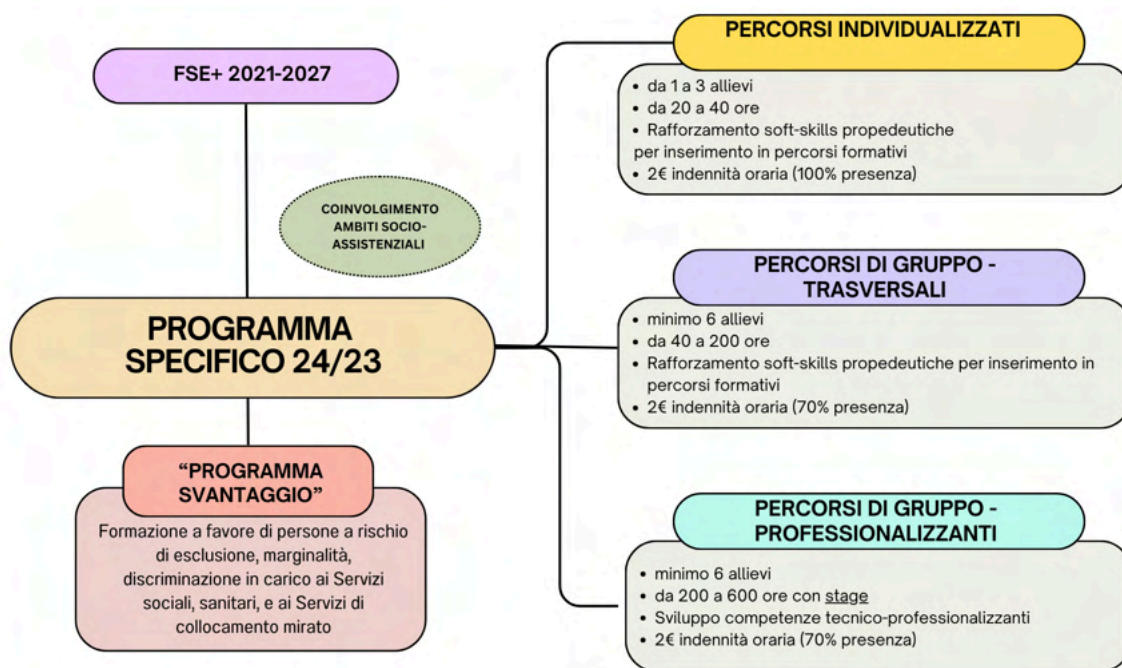 FSE+ 2021-2027
COINVOLGIMENTO
AMBITI SOCIO-
ASSISTENZIALI
PROGRAMMA
SPECIFICO 24/23
“PROGRAMMA
SVANTAGGIO”
Formazione a favore di persone a rischio
di esclusione, marginalità,
discriminazione in carico ai Servizi
sociali, sanitari, e ai Servizi di
collocamento mirato
PERCORSI INDIVIDUALIZZATI
• da 1 a 3 allievi
• da 20 a 40 ore
• Rafforzamento soft-skills propedeutiche
per inserimento in percorsi formativi
• 2€ indennità oraria (100% presenza)
PERCORSI DI GRUPPO -
TRASVERSALI
• minimo 6 allievi
• da 40 a 200 ore
• Rafforzamento soft-skills propedeutiche per inserimento in
percorsi formativi
• 2€ indennità oraria (70% presenza)
PERCORSI DI GRUPPO -
PROFESSIONALIZZANTI
• minimo 6 allievi
• da 200 a 600 ore con stage
• Sviluppo competenze tecnico-professionalizzanti
• 2€ indennità oraria (70% presenza)